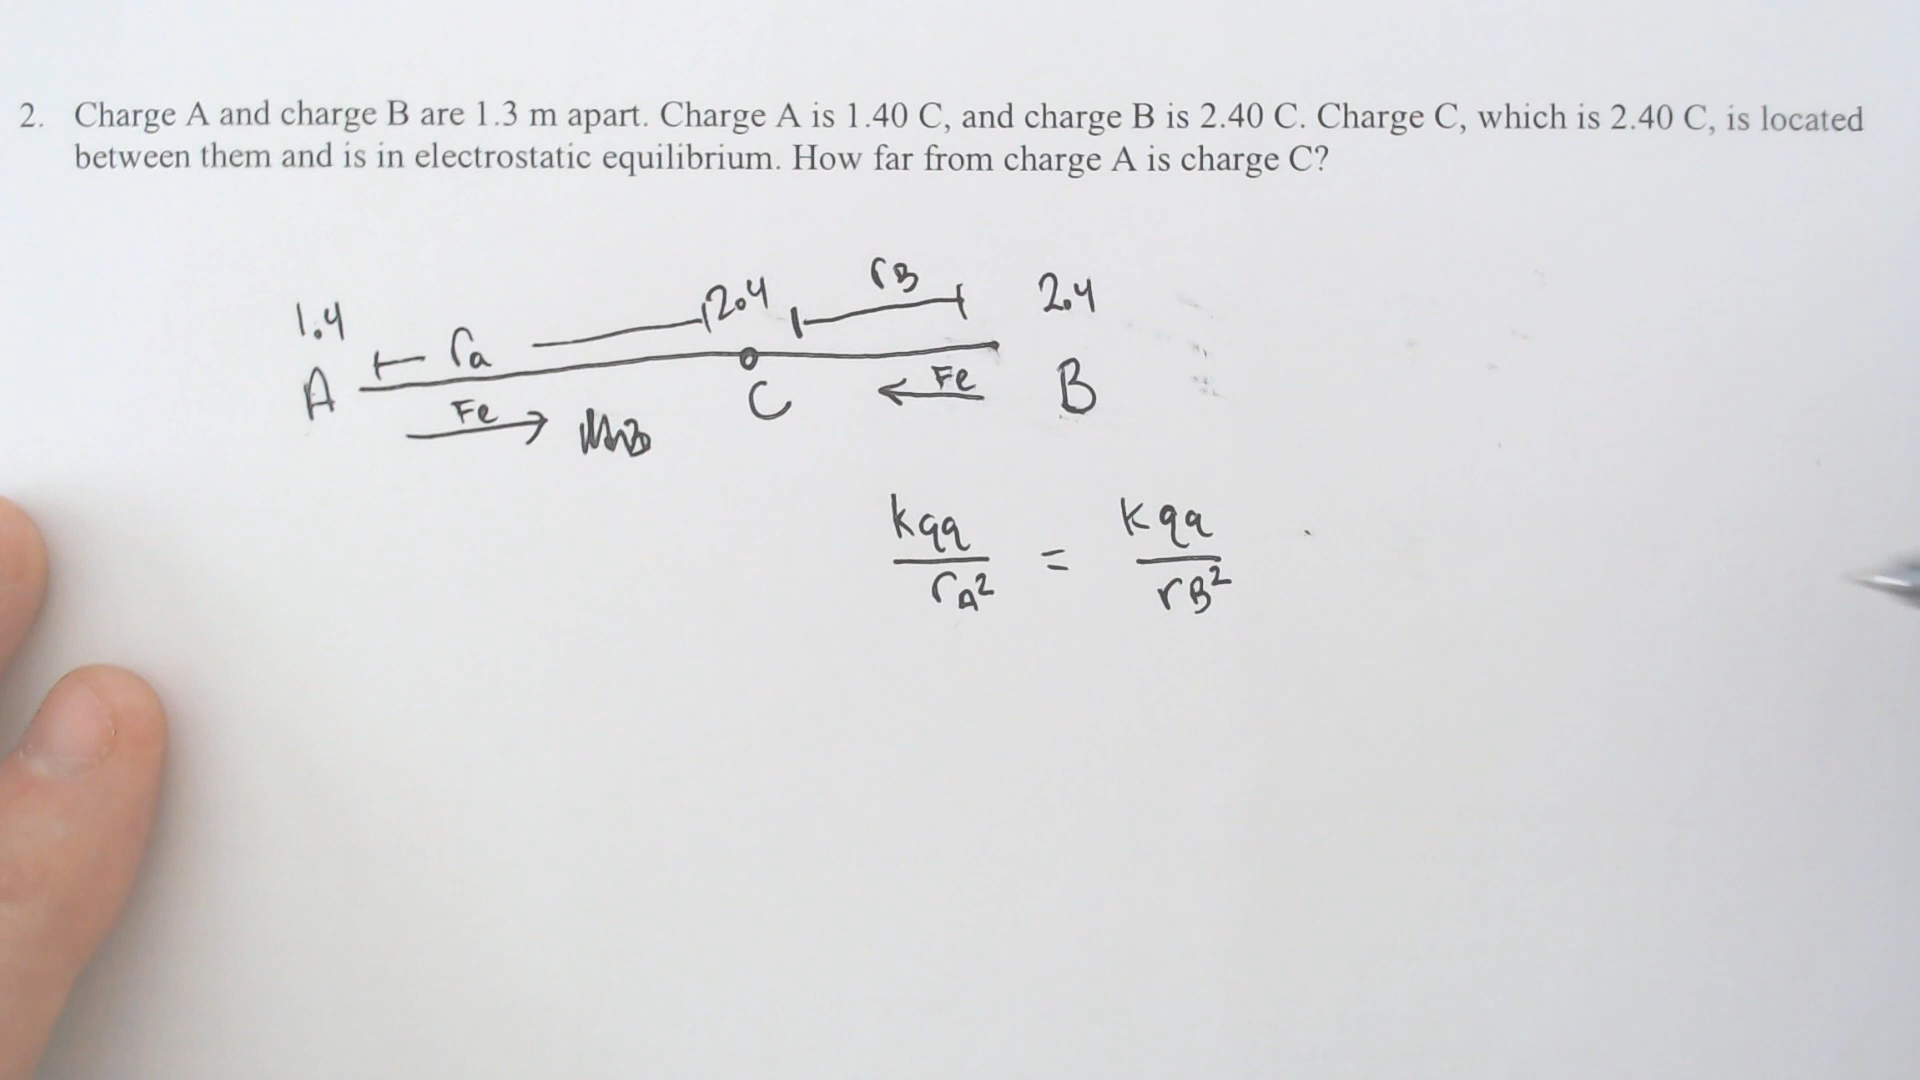 2. Charge A and charge B are 1.3 m apart. Charge A is 1.40 C, and charge B is 2.40 C. Charge C, which is 2.40 C, is located
between them and is in electrostatic equilibrium. How far from charge A is charge C?
1.4 ra 2.4 rB 2.4
A Fe C Fe B
kqq / rA² = kqq / rB²